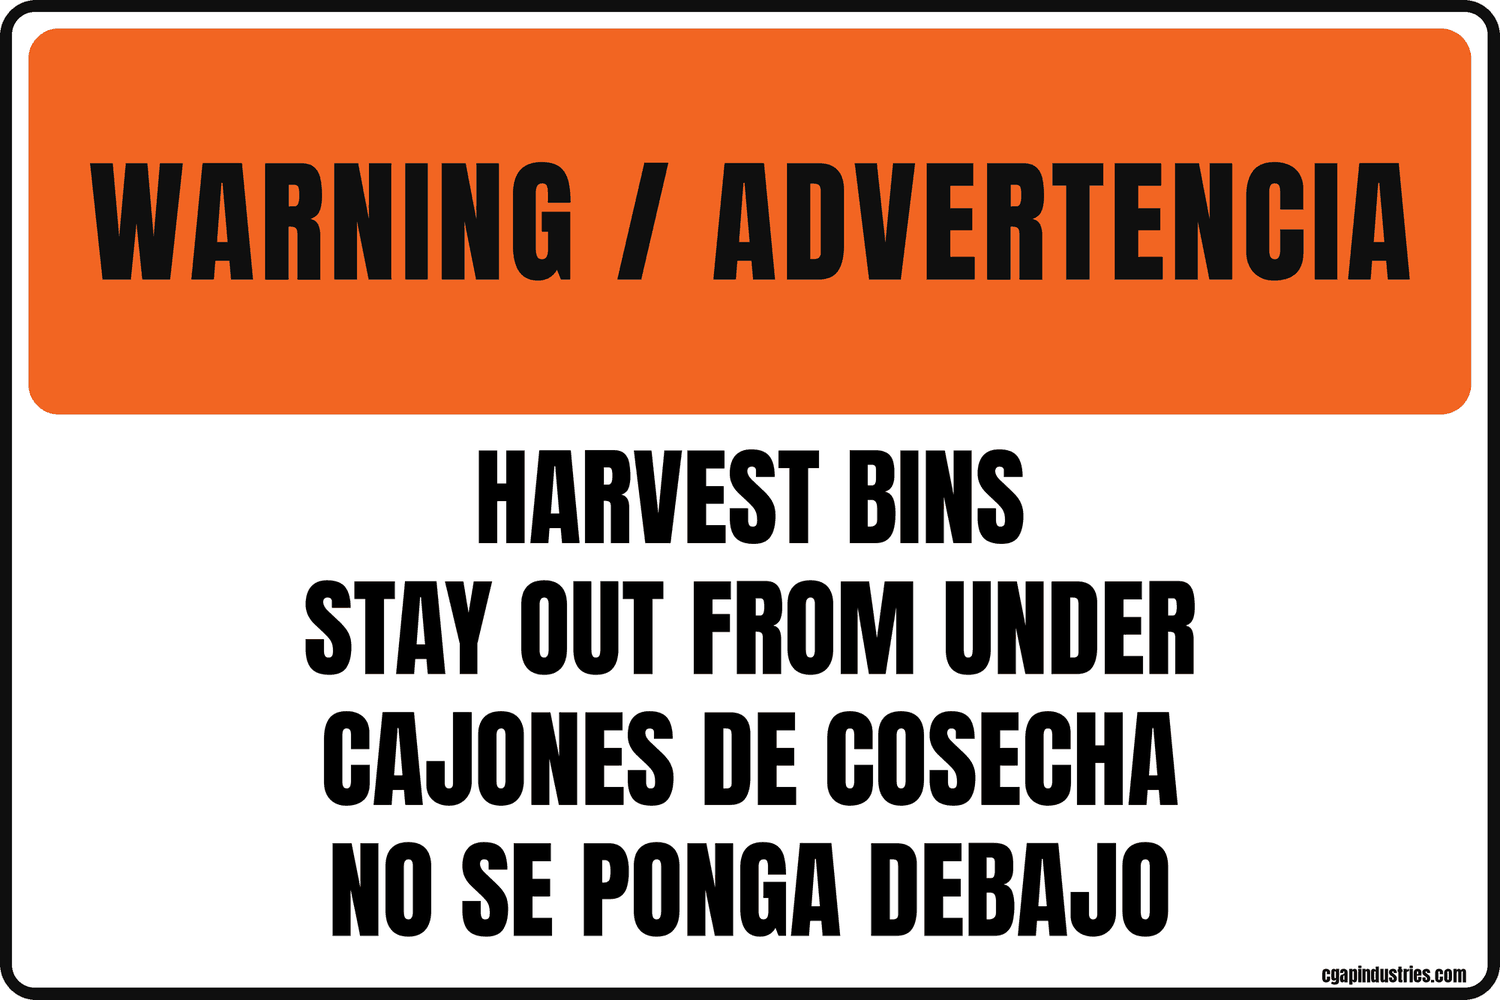 WARNING / ADVERTENCIA
HARVEST BINS
STAY OUT FROM UNDER
CAJONES DE COSECHA
NO SE PONGA DEBAJO
cgapindustries.com